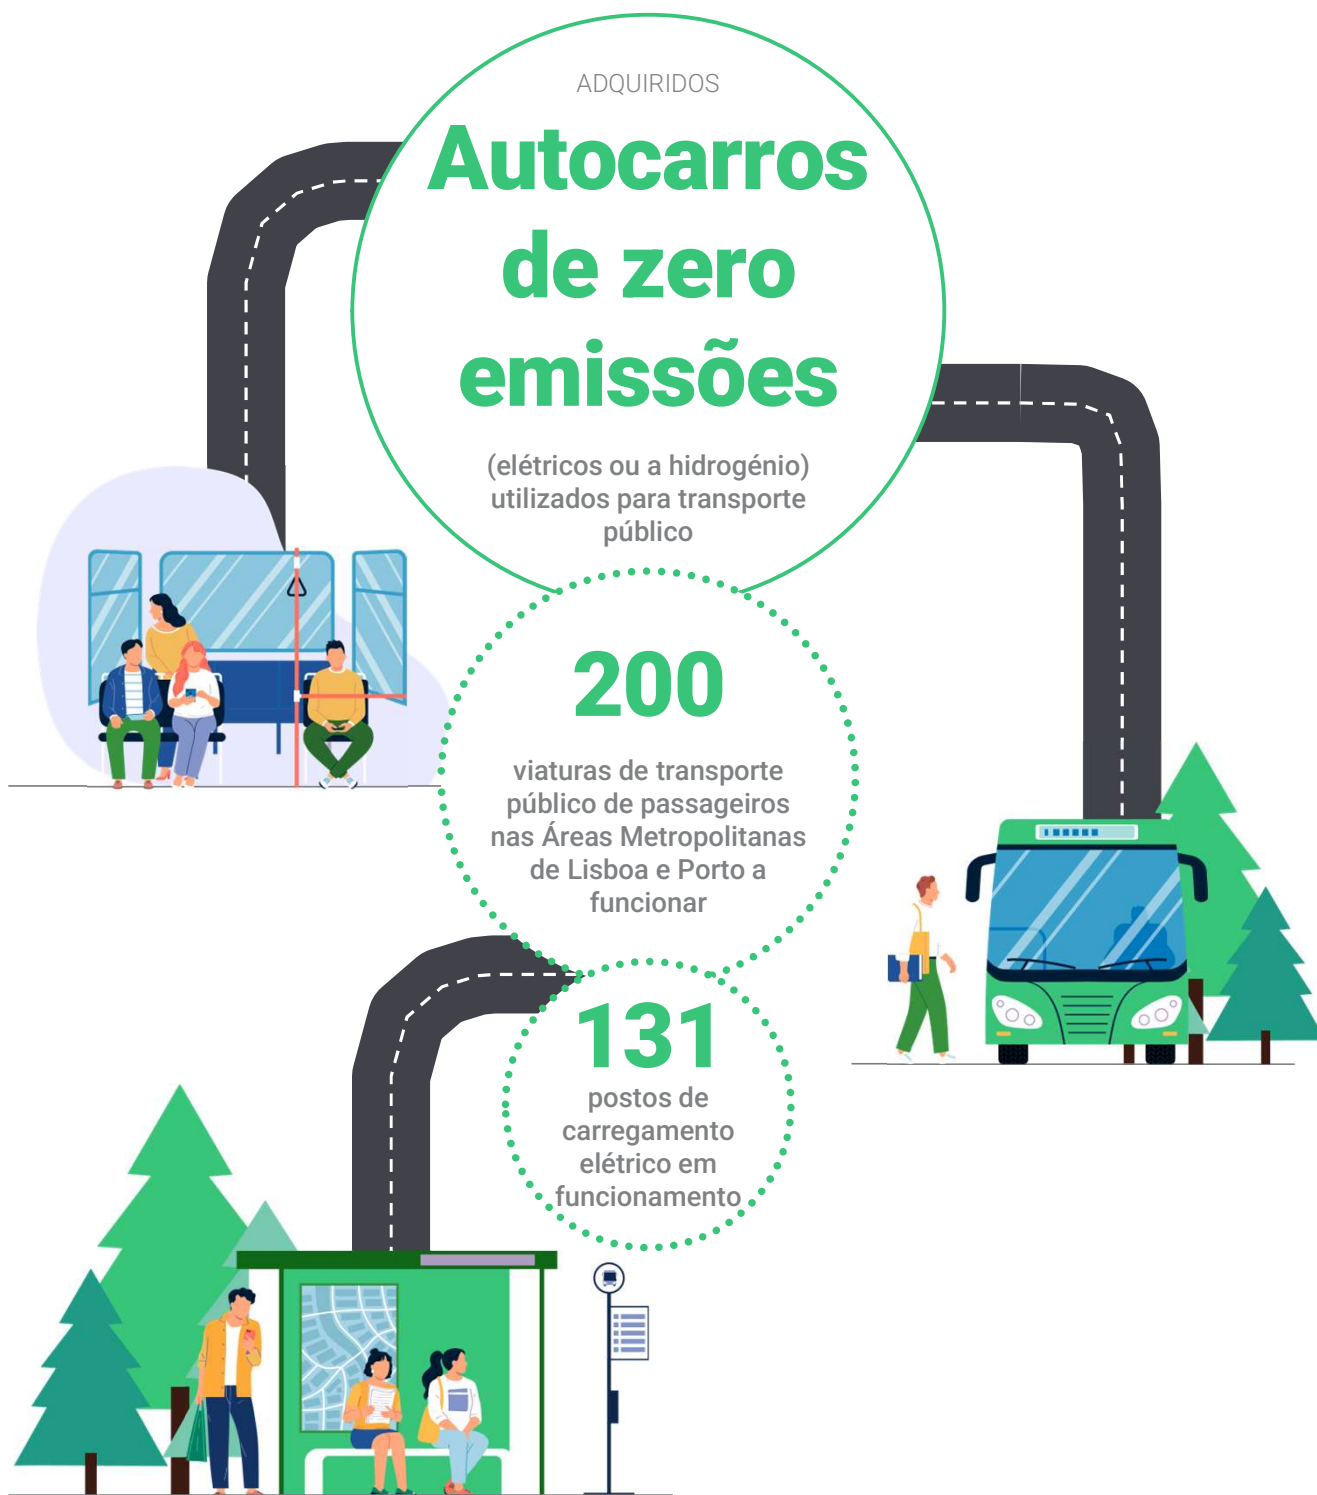 ADQUIRIDOS
Autocarros
de zero
emissões
(elétricos ou a hidrogénio)
utilizados para transporte
público
200
viaturas de transporte
público de passageiros
nas Áreas Metropolitanas
de Lisboa e Porto a
funcionar
131
postos de
carregamento
elétrico em
funcionamento